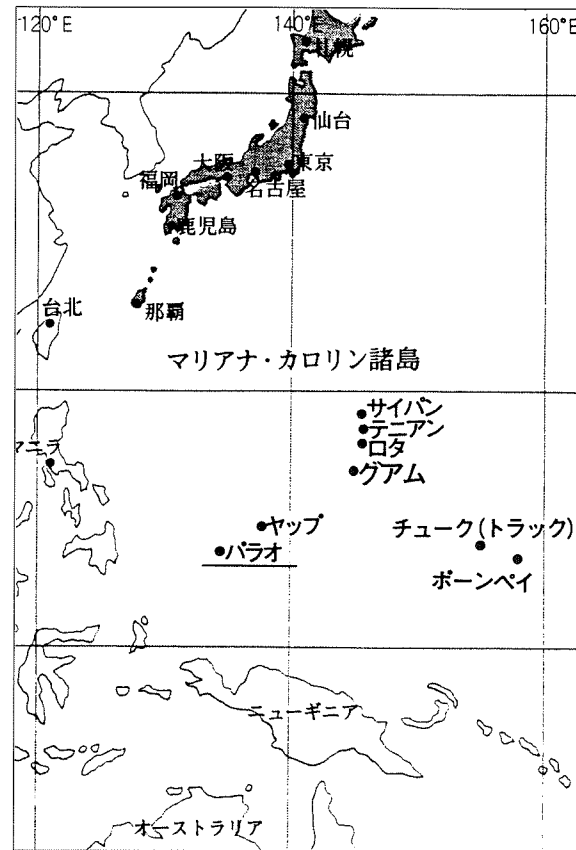 120°E 140°E 160°E
札幌
仙台
大阪
東京
福岡
名古屋
鹿児島
台北
那覇
マリアナ・カロリン諸島
サイパン
テニアン
マニラ
ロタ
グアム
ヤップ
チューク(トラック)
パラオ
ポーンペイ
ニューギニア
オーストラリア